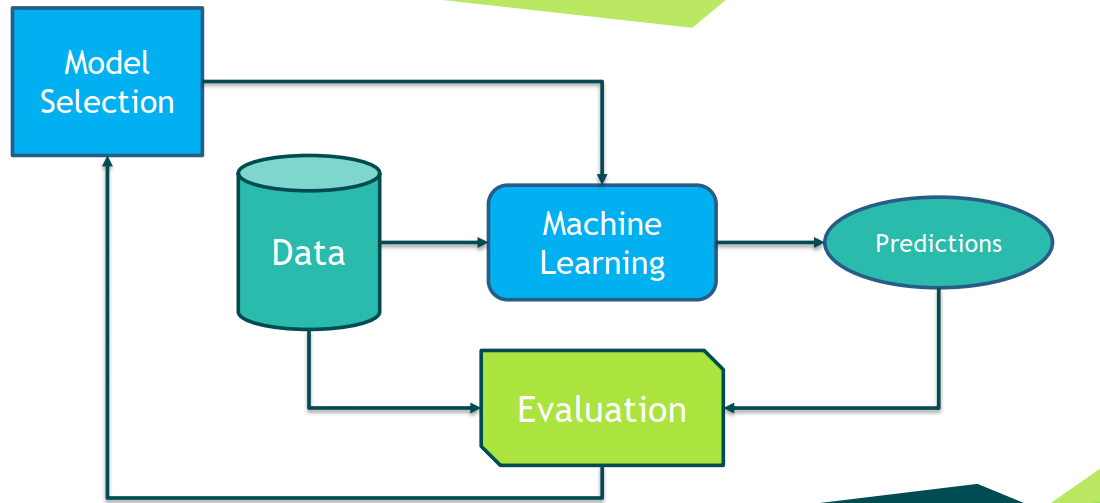 Model
Selection
Data
Machine
Learning
Predictions
Evaluation